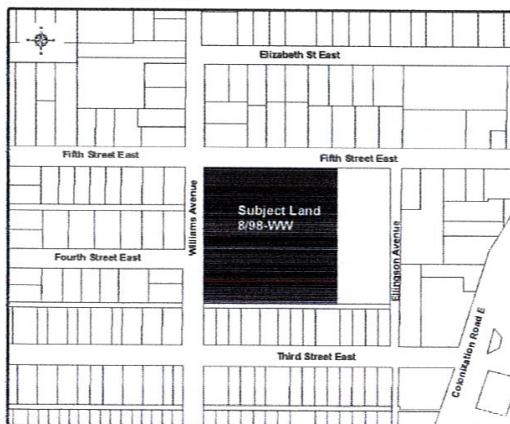 Elizabeth St East
Fifth Street East
Fifth Street East
Williams Avenue
Subject Land
8/98-WW
Ellingson Avenue
Fourth Street East
Third Street East
Colonization Road E